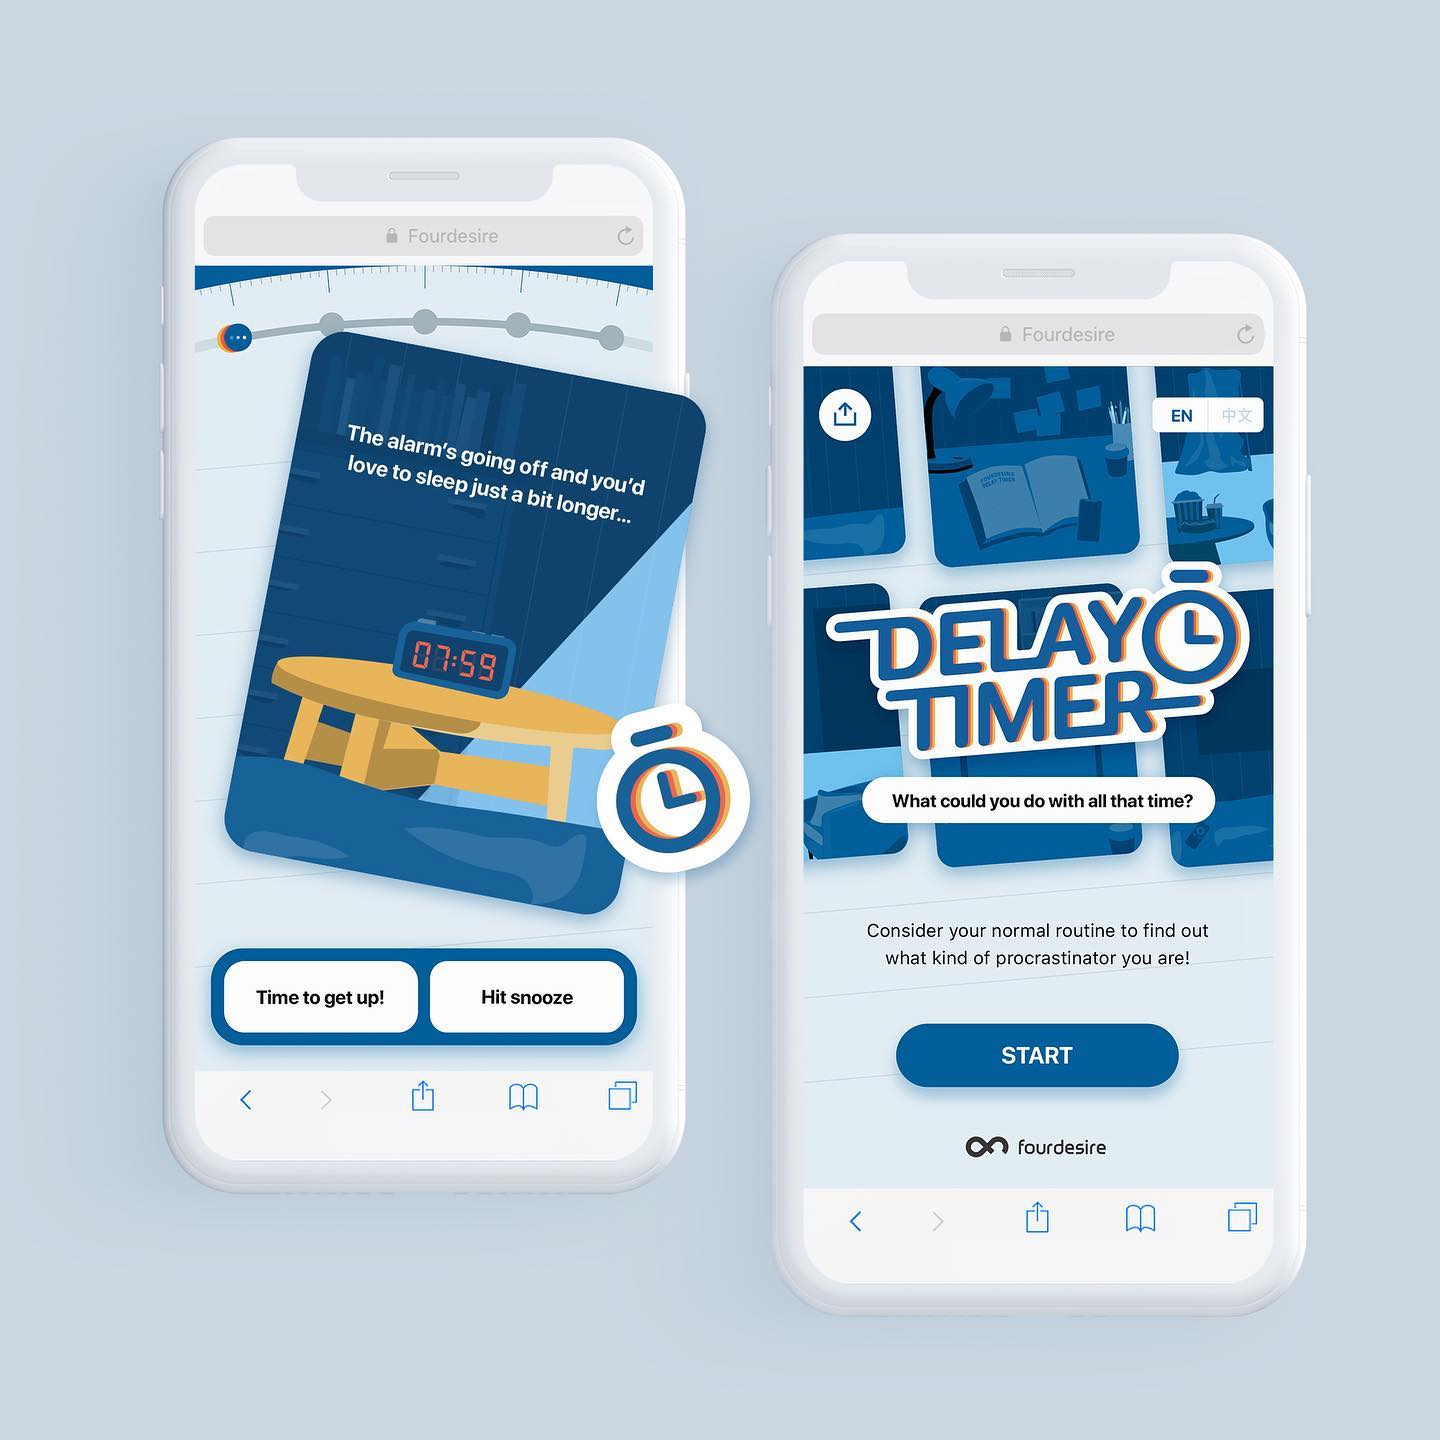 Fourdesire
The alarm's going off and you'd
love to sleep just a bit longer...
07:59
Time to get up!
Hit snooze
Fourdesire
EN
中文
FOURDESIRE
DELAY TIMER
DELAY
TIMER
What could you do with all that time?
Consider your normal routine to find out
what kind of procrastinator you are!
START
fourdesire